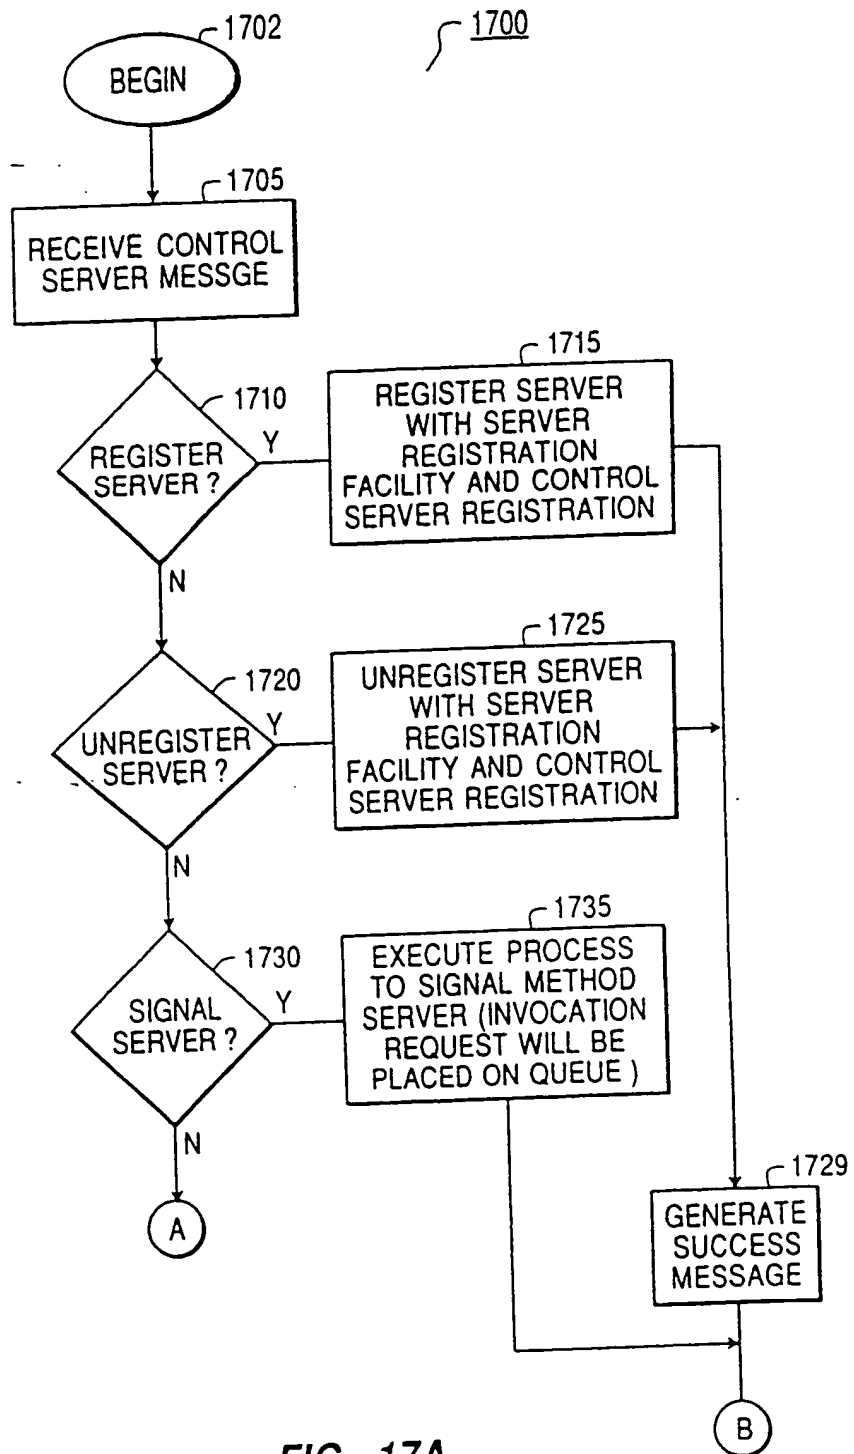 1702
1700
BEGIN
1705
RECEIVE CONTROL
SERVER MESSGE
1710
REGISTER
SERVER ?
Y
N
1715
REGISTER SERVER
WITH SERVER
REGISTRATION
FACILITY AND CONTROL
SERVER REGISTRATION
1720
UNREGISTER
SERVER ?
Y
N
1725
UNREGISTER SERVER
WITH SERVER
REGISTRATION
FACILITY AND CONTROL
SERVER REGISTRATION
1730
SIGNAL
SERVER ?
Y
N
1735
EXECUTE PROCESS
TO SIGNAL METHOD
SERVER (INVOCATION
REQUEST WILL BE
PLACED ON QUEUE )
A
1729
GENERATE
SUCCESS
MESSAGE
B
FIG. 17A